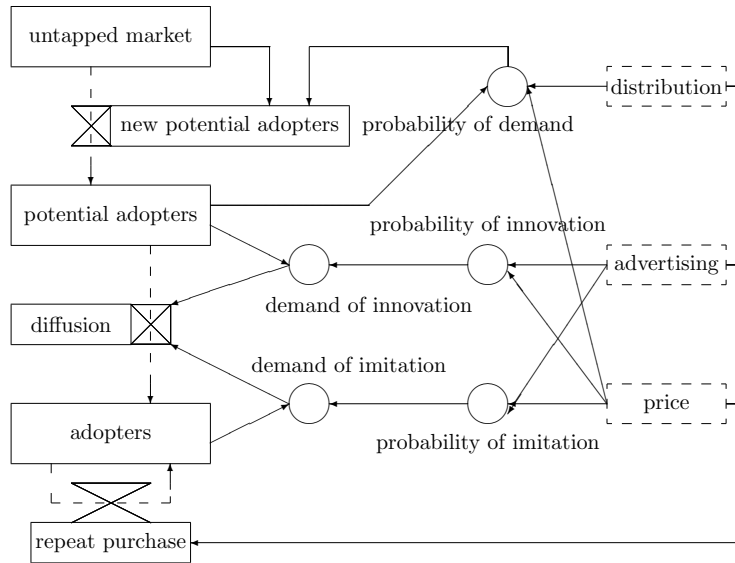 untapped market
distribution
new potential adopters
probability of demand
potential adopters
probability of innovation
advertising
demand of innovation
diffusion
demand of imitation
price
adopters
probability of imitation
repeat purchase